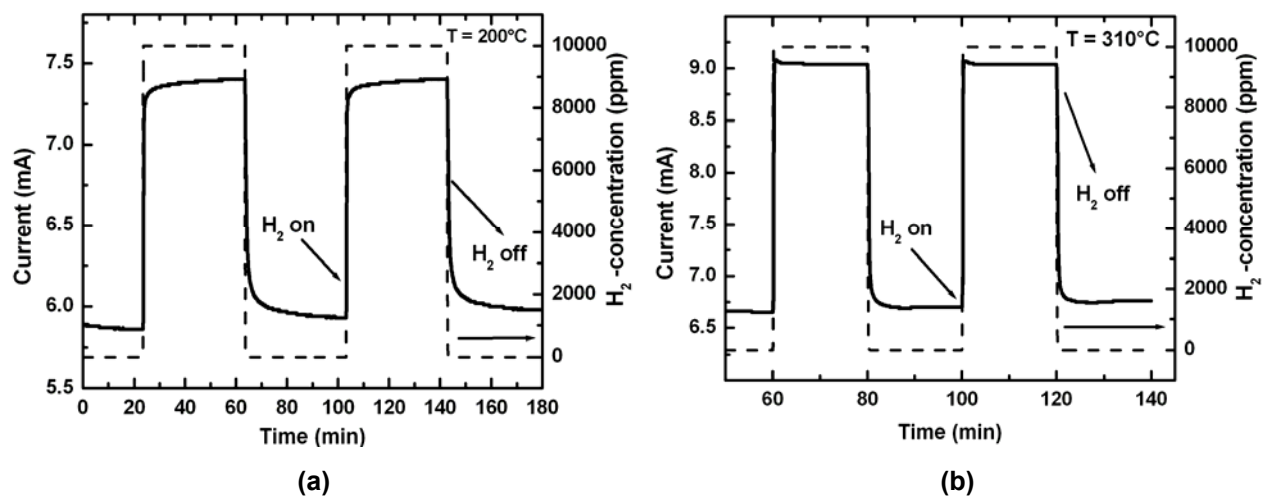 T = 200°C
7.5
7.0
6.5
6.0
5.5
Current (mA)
10000
8000
6000
4000
2000
0
H₂ -concentration (ppm)
H₂ on
H₂ off
0 20 40 60 80 100 120 140 160 180
Time (min)
(a)
T = 310°C
9.0
8.5
8.0
7.5
7.0
6.5
Current (mA)
10000
8000
6000
4000
2000
0
H₂ -concentration (ppm)
H₂ off
H₂ on
60 80 100 120 140
Time (min)
(b)